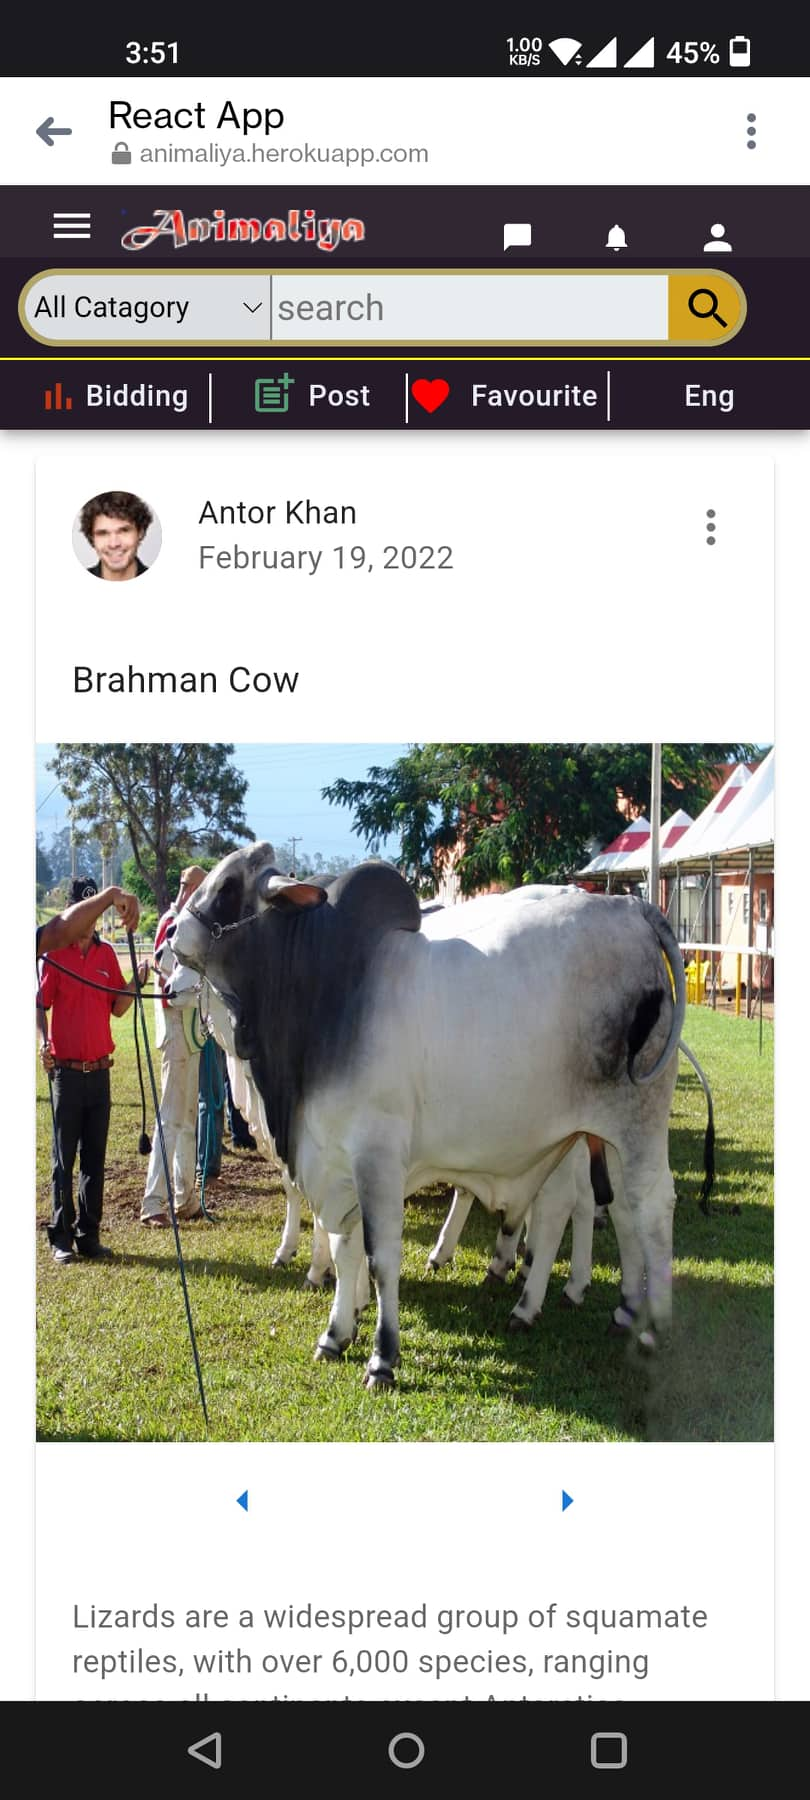 3:51
1.00
KB/S
45%
React App
animaliya.herokuapp.com
Animaliya
All Catagory
search
Bidding
Post
Favourite
Eng
Antor Khan
February 19, 2022
Brahman Cow
Lizards are a widespread group of squamate
reptiles, with over 6,000 species, ranging